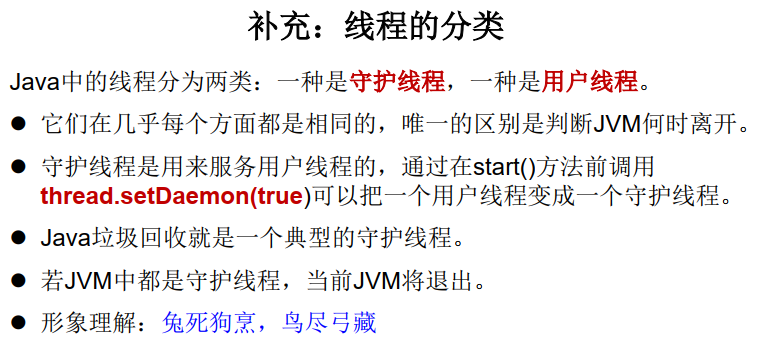 补充：线程的分类
Java中的线程分为两类：一种是守护线程，一种是用户线程。
● 它们在几乎每个方面都是相同的，唯一的区别是判断JVM何时离开。
● 守护线程是用来服务用户线程的，通过在start()方法前调用
thread.setDaemon(true)可以把一个用户线程变成一个守护线程。
● Java垃圾回收就是一个典型的守护线程。
● 若JVM中都是守护线程，当前JVM将退出。
● 形象理解：兔死狗烹，鸟尽弓藏